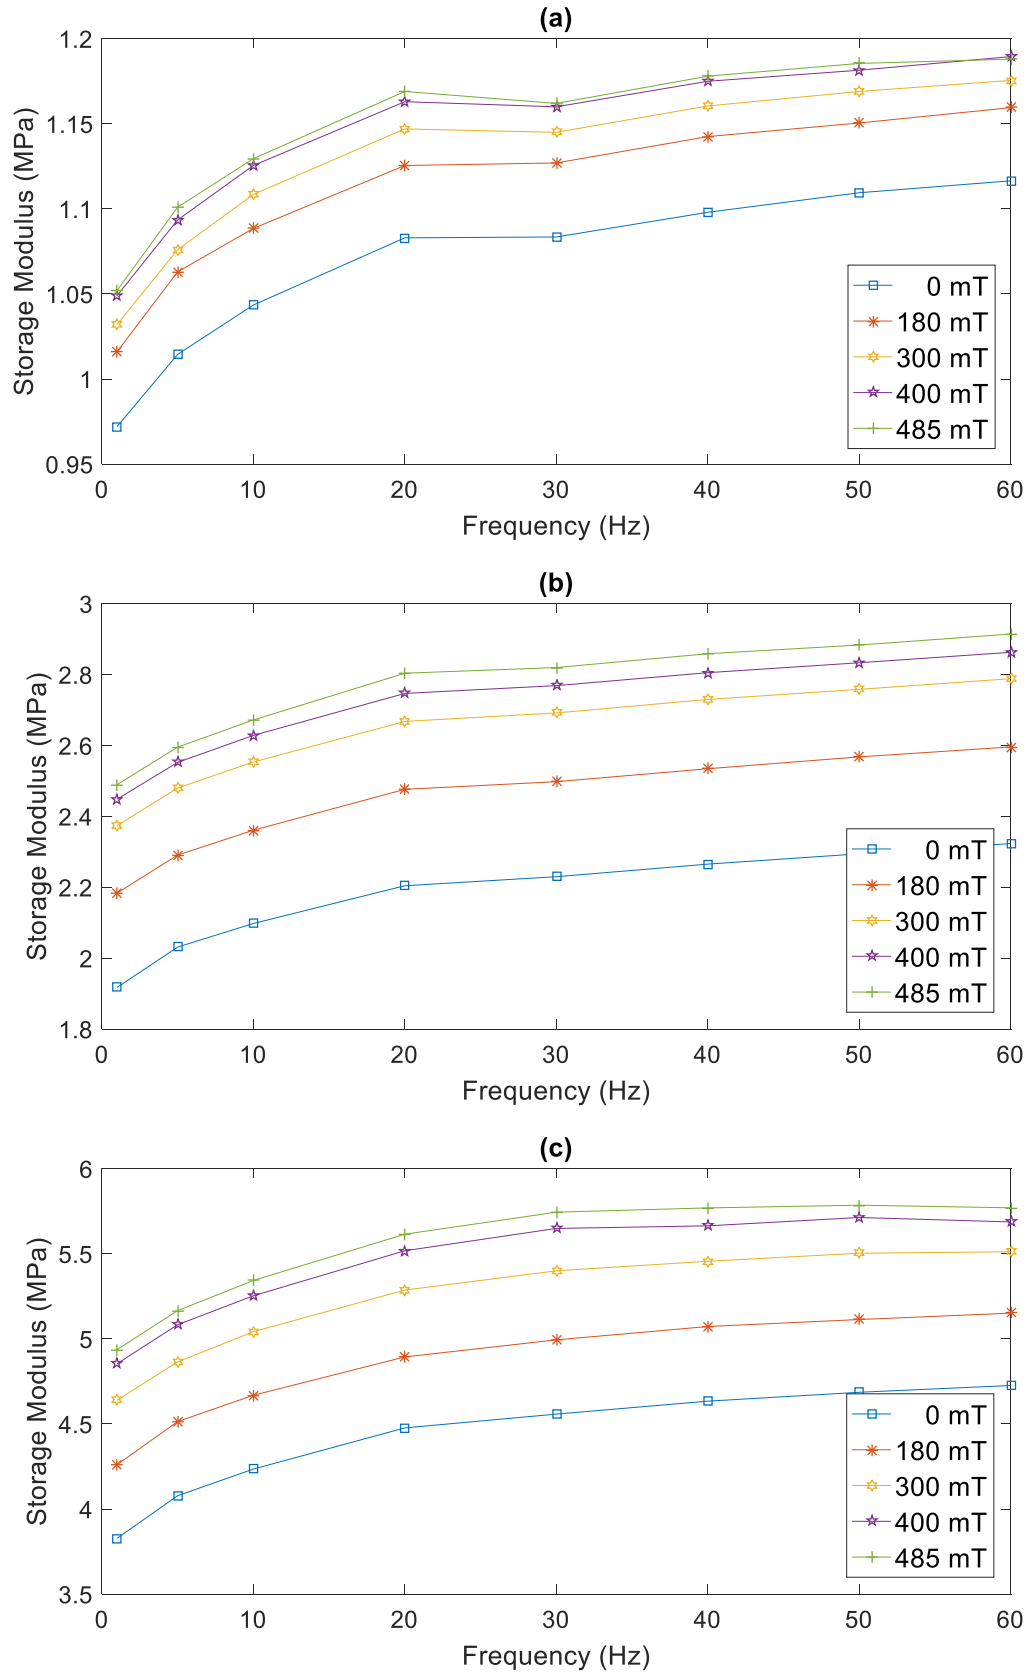 (a)
1.2
1.15
1.1
1.05
1
0.95
Storage Modulus (MPa)
0 10 20 30 40 50 60
Frequency (Hz)
0 mT
180 mT
300 mT
400 mT
485 mT
(b)
3
2.8
2.6
2.4
2.2
2
1.8
Storage Modulus (MPa)
0 10 20 30 40 50 60
Frequency (Hz)
0 mT
180 mT
300 mT
400 mT
485 mT
(c)
6
5.5
5
4.5
4
3.5
Storage Modulus (MPa)
0 10 20 30 40 50 60
Frequency (Hz)
0 mT
180 mT
300 mT
400 mT
485 mT